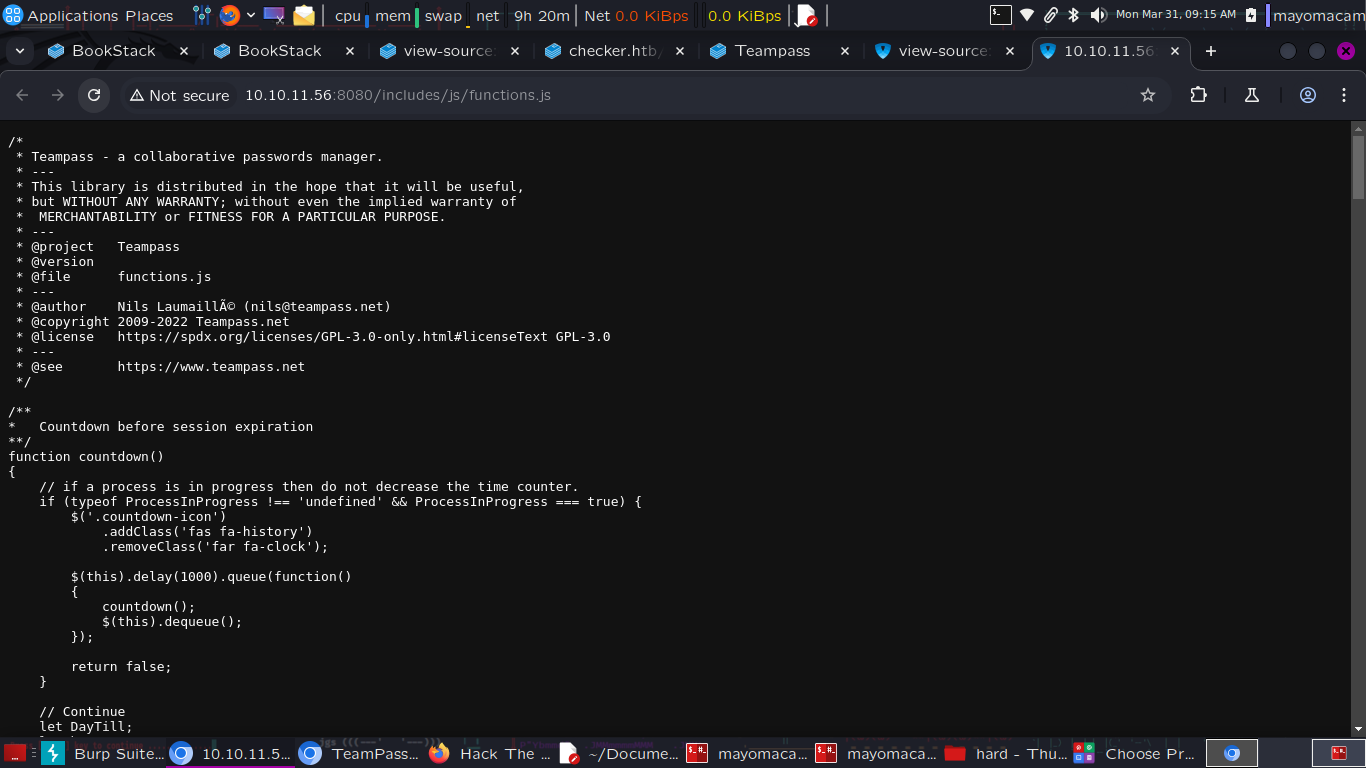 Applications Places cpu mem swap net 9h 20m Net 0.0 KiBps 0.0 KiBps Mon Mar 31, 09:15 AM mayomacam
BookStack BookStack view-source: checker.htb/ Teampass view-source: 10.10.11.56
Not secure 10.10.11.56:8080/includes/js/functions.js
/*
 * Teampass - a collaborative passwords manager.
 * ---
 * This library is distributed in the hope that it will be useful,
 * but WITHOUT ANY WARRANTY; without even the implied warranty of
 *  MERCHANTABILITY or FITNESS FOR A PARTICULAR PURPOSE.
 * ---
 * @project   Teampass
 * @version
 * @file      functions.js
 * ---
 * @author    Nils LaumaillÃ© (nils@teampass.net)
 * @copyright 2009-2022 Teampass.net
 * @license   https://spdx.org/licenses/GPL-3.0-only.html#licenseText GPL-3.0
 * ---
 * @see       https://www.teampass.net
 */
/**
*   Countdown before session expiration
**/
function countdown()
{
    // if a process is in progress then do not decrease the time counter.
    if (typeof ProcessInProgress !== 'undefined' && ProcessInProgress === true) {
        $('.countdown-icon')
            .addClass('fas fa-history')
            .removeClass('far fa-clock');
        $(this).delay(1000).queue(function()
        {
            countdown();
            $(this).dequeue();
        });
        return false;
    }
    // Continue
    let DayTill;
Burp Suite... 10.10.11.5... TeamPass... Hack The ... ~/Docume... mayomaca... mayomaca... hard - Thu... Choose Pr...